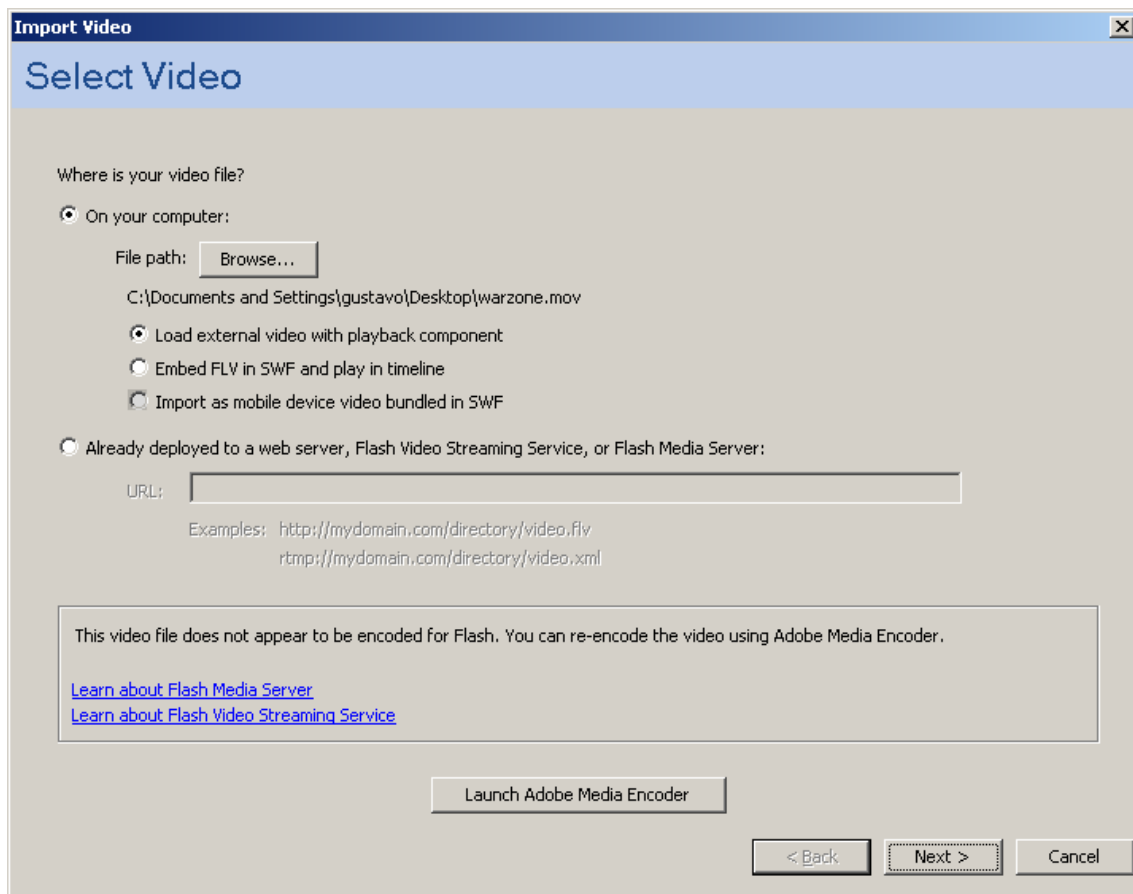 Import Video
Select Video
Where is your video file?
On your computer:
File path: Browse...
C:\Documents and Settings\gustavo\Desktop\warzone.mov
Load external video with playback component
Embed FLV in SWF and play in timeline
Import as mobile device video bundled in SWF
Already deployed to a web server, Flash Video Streaming Service, or Flash Media Server:
URL:
Examples: http://mydomain.com/directory/video.flv
rtmp://mydomain.com/directory/video.xml
This video file does not appear to be encoded for Flash. You can re-encode the video using Adobe Media Encoder.
Learn about Flash Media Server
Learn about Flash Video Streaming Service
Launch Adobe Media Encoder
< Back Next > Cancel